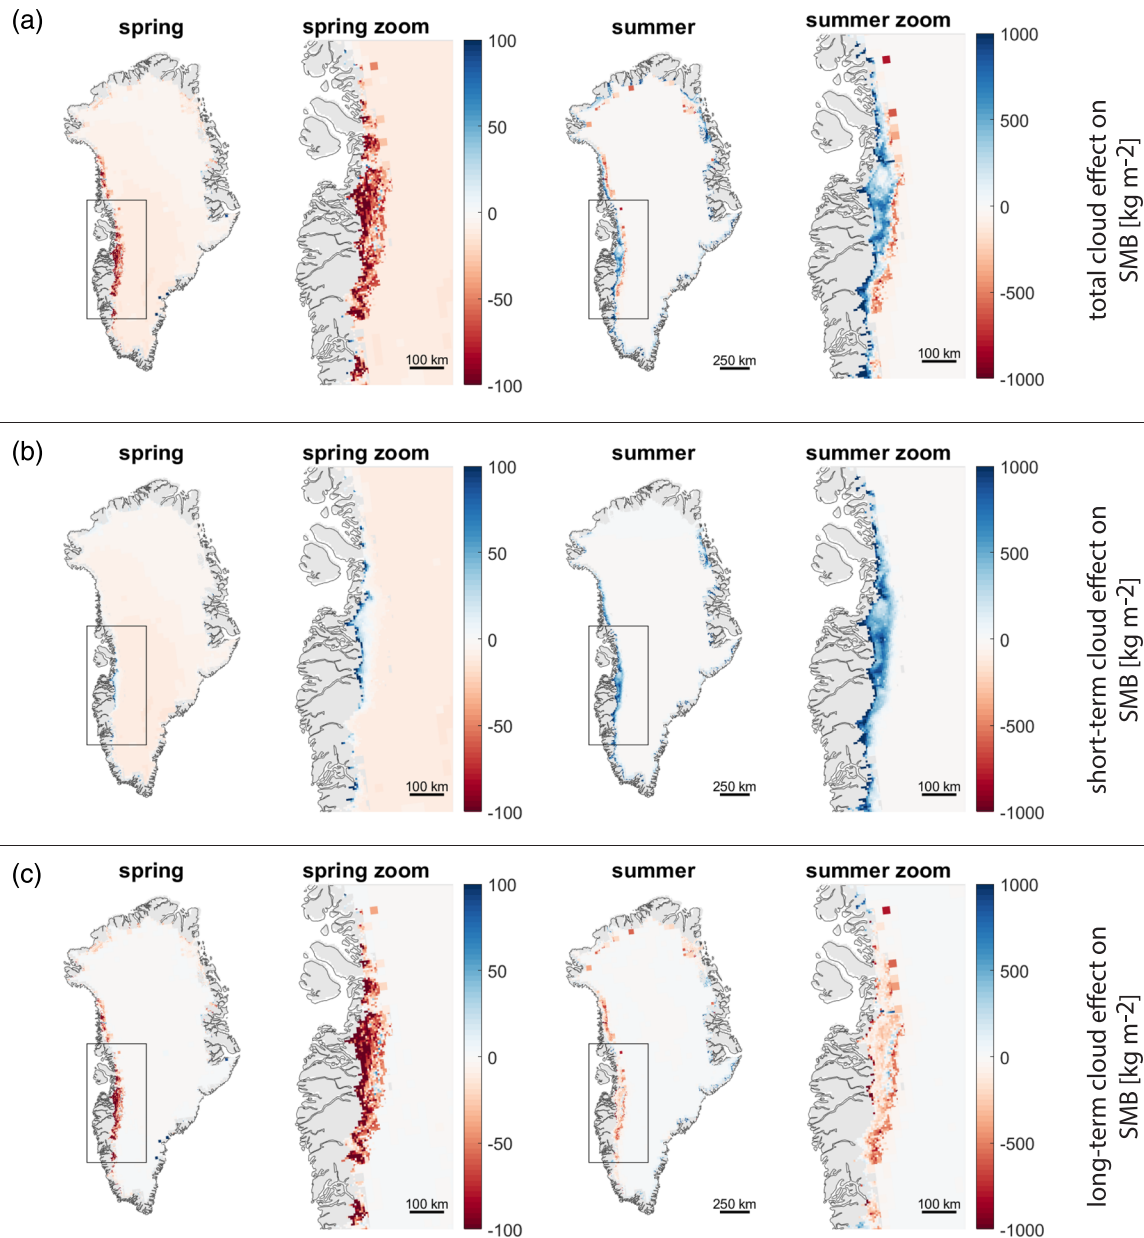 (a)
spring
spring zoom
summer
summer zoom
100
50
0
-50
-100
1000
500
0
-500
-1000
100 km
250 km
100 km
total cloud effect on
SMB [kg m-2]
(b)
spring
spring zoom
summer
summer zoom
100
50
0
-50
-100
1000
500
0
-500
-1000
100 km
250 km
100 km
short-term cloud effect on
SMB [kg m-2]
(c)
spring
spring zoom
summer
summer zoom
100
50
0
-50
-100
1000
500
0
-500
-1000
100 km
250 km
100 km
long-term cloud effect on
SMB [kg m-2]